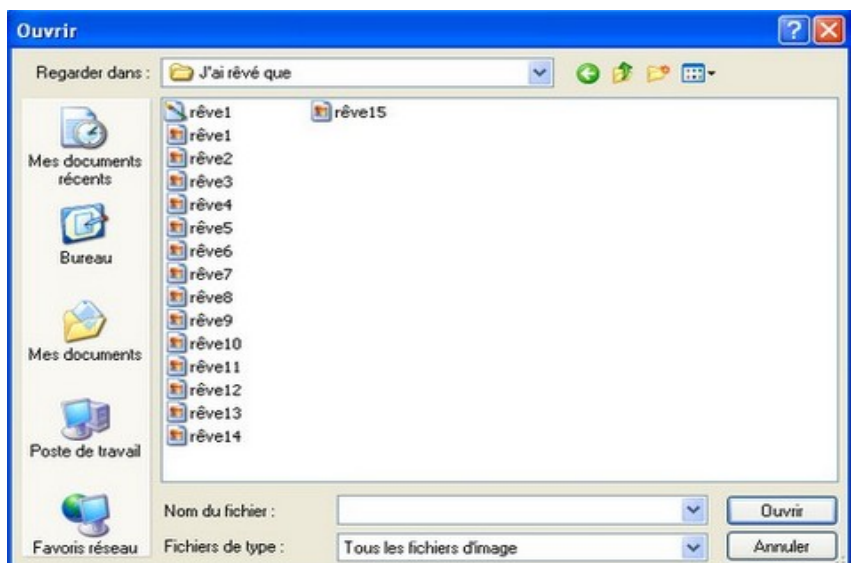 Ouvrir
Regarder dans :
J'ai rêvé que
Mes documents récents
Bureau
Mes documents
Poste de travail
Favoris réseau
rêve1
rêve1
rêve2
rêve3
rêve4
rêve5
rêve6
rêve7
rêve8
rêve9
rêve10
rêve11
rêve12
rêve13
rêve14
rêve15
Nom du fichier :
Ouvrir
Fichiers de type :
Tous les fichiers d'image
Annuler